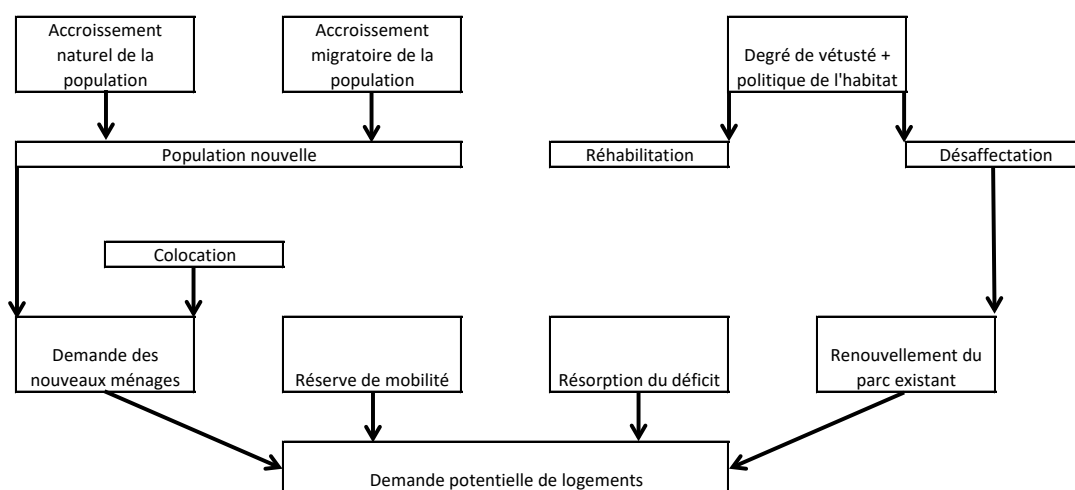 Accroissement
naturel de la
population
Accroissement
migratoire de la
population
Degré de vétusté +
politique de l'habitat
Population nouvelle
Réhabilitation
Désaffectation
Colocation
Demande des
nouveaux ménages
Réserve de mobilité
Résorption du déficit
Renouvellement du
parc existant
Demande potentielle de logements